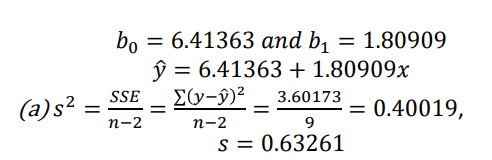 b₀ = 6.41363 and b₁ = 1.80909
ŷ = 6.41363 + 1.80909x
(a) s² = SSE/n−2 = Σ(y−ŷ)²/n−2 = 3.60173/9 = 0.40019,
s = 0.63261